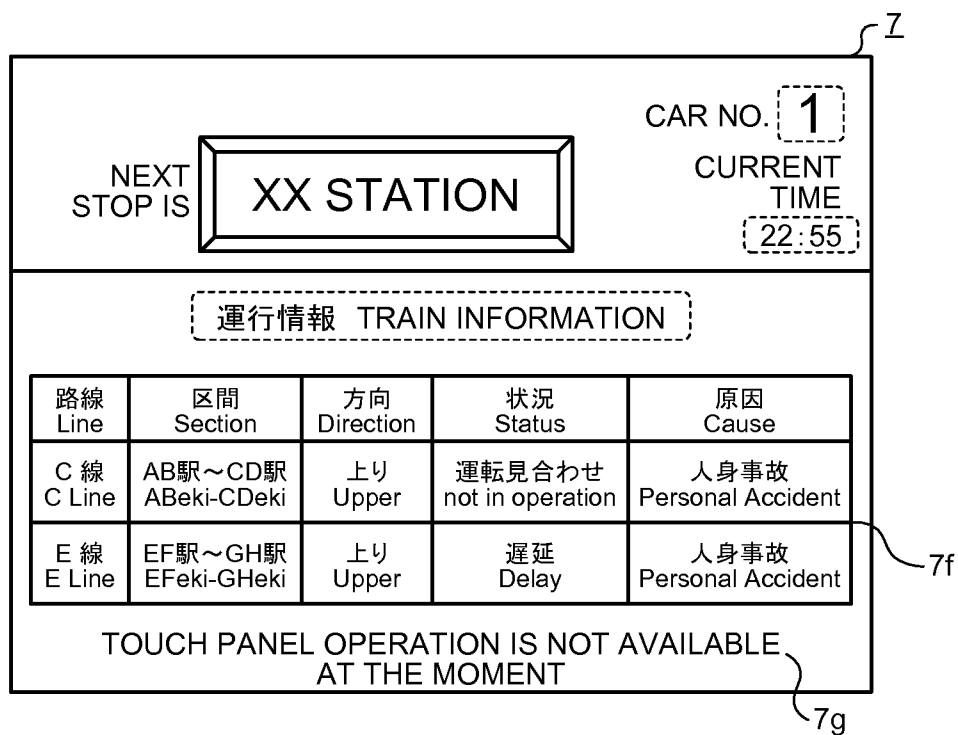 7
CAR NO. 1
NEXT
STOP IS
XX STATION
CURRENT
TIME
22:55
運行情報 TRAIN INFORMATION
路線 区間 方向 状況 原因
Line Section Direction Status Cause
C 線 AB駅～CD駅 上り 運転見合わせ 人身事故
C Line ABeki-CDeki Upper not in operation Personal Accident
E 線 EF駅～GH駅 上り 遅延 人身事故
E Line EFeki-GHeki Upper Delay Personal Accident
7f
TOUCH PANEL OPERATION IS NOT AVAILABLE
AT THE MOMENT
7g